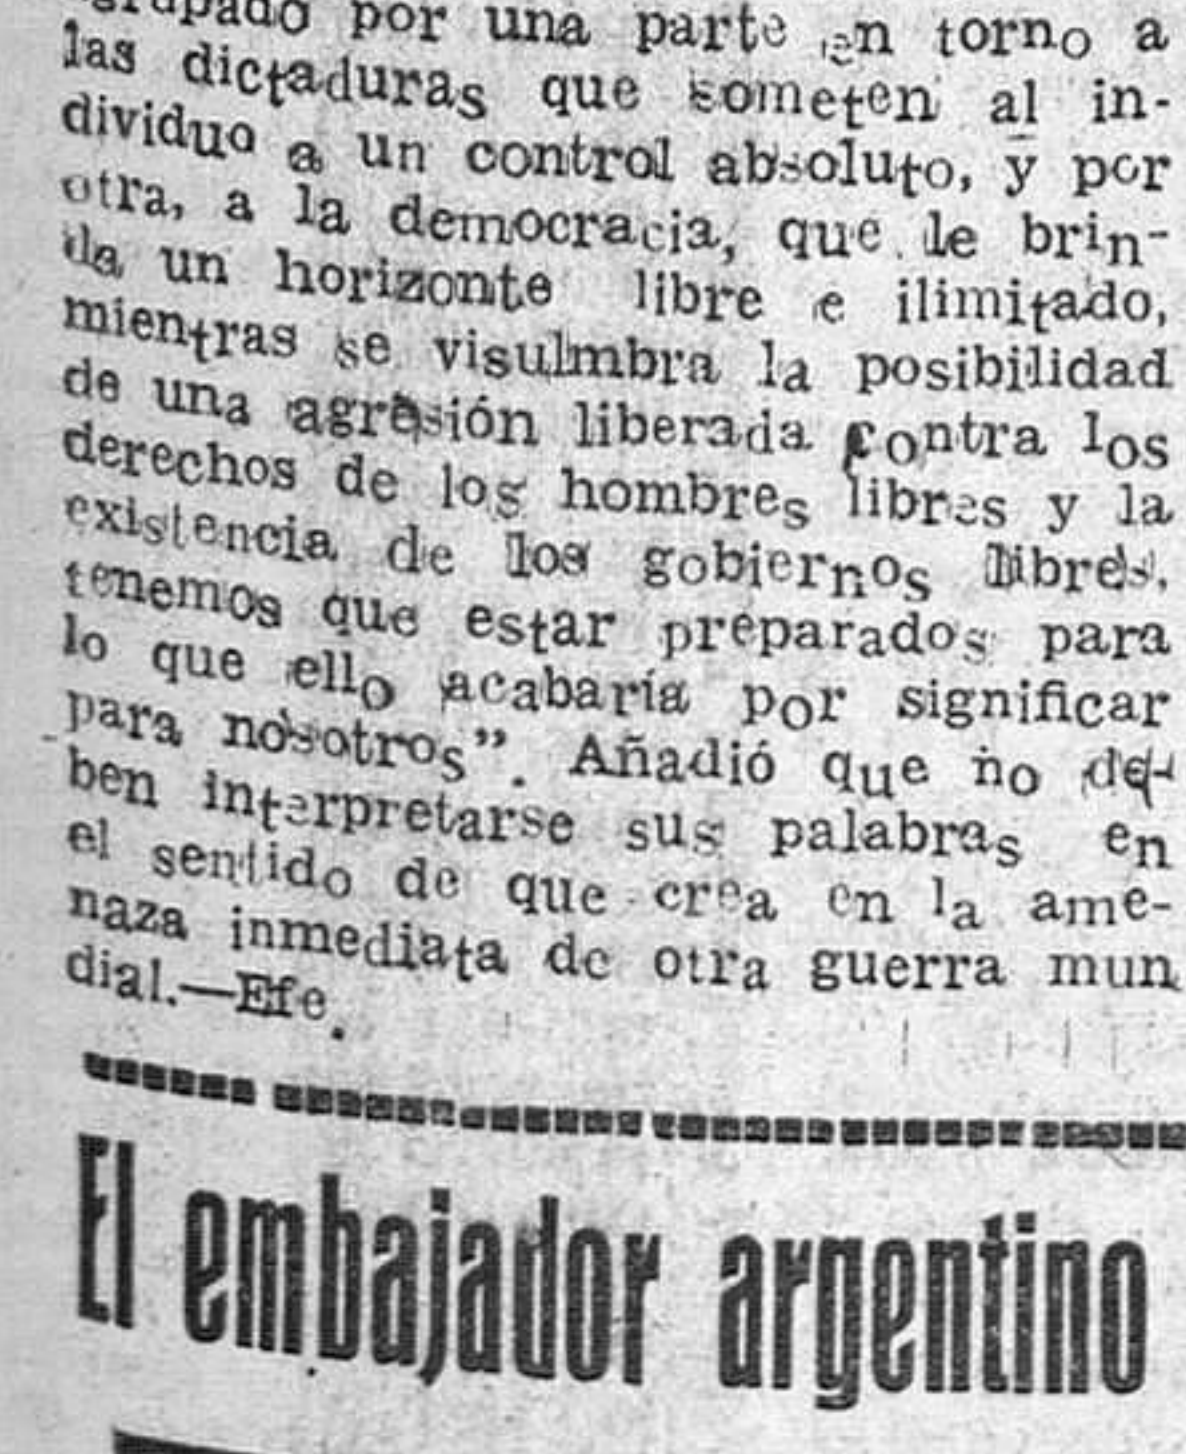 agrupado por una parte en torno a
las dictaduras que someten al in-
dividuo a un control absoluto, y por
otra, a la democracia, que le brin-
da un horizonte libre e ilimitado,
mientras se visulmbra la posibilidad
de una agresión liberada contra los
derechos de los hombres libres y la
existencia de los gobiernos libres,
tenemos que estar preparados para
lo que ello acabaría por significar
para nosotros”. Añadió que no de-
ben interpretarse sus palabras en
el sentido de que crea en la ame-
naza inmediata de otra guerra mun
dial.—Efe.
El embajador argentino